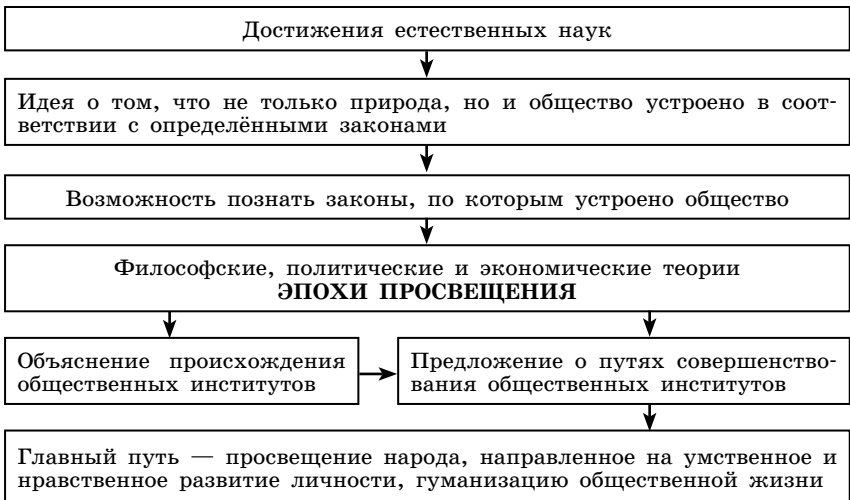 Достижения естественных наук
Идея о том, что не только природа, но и общество устроено в соот-
ветствии с определёнными законами
Возможность познать законы, по которым устроено общество
Философские, политические и экономические теории
ЭПОХИ ПРОСВЕЩЕНИЯ
Объяснение происхождения
общественных институтов
Предложение о путях совершенство-
вания общественных институтов
Главный путь — просвещение народа, направленное на умственное и
нравственное развитие личности, гуманизацию общественной жизни